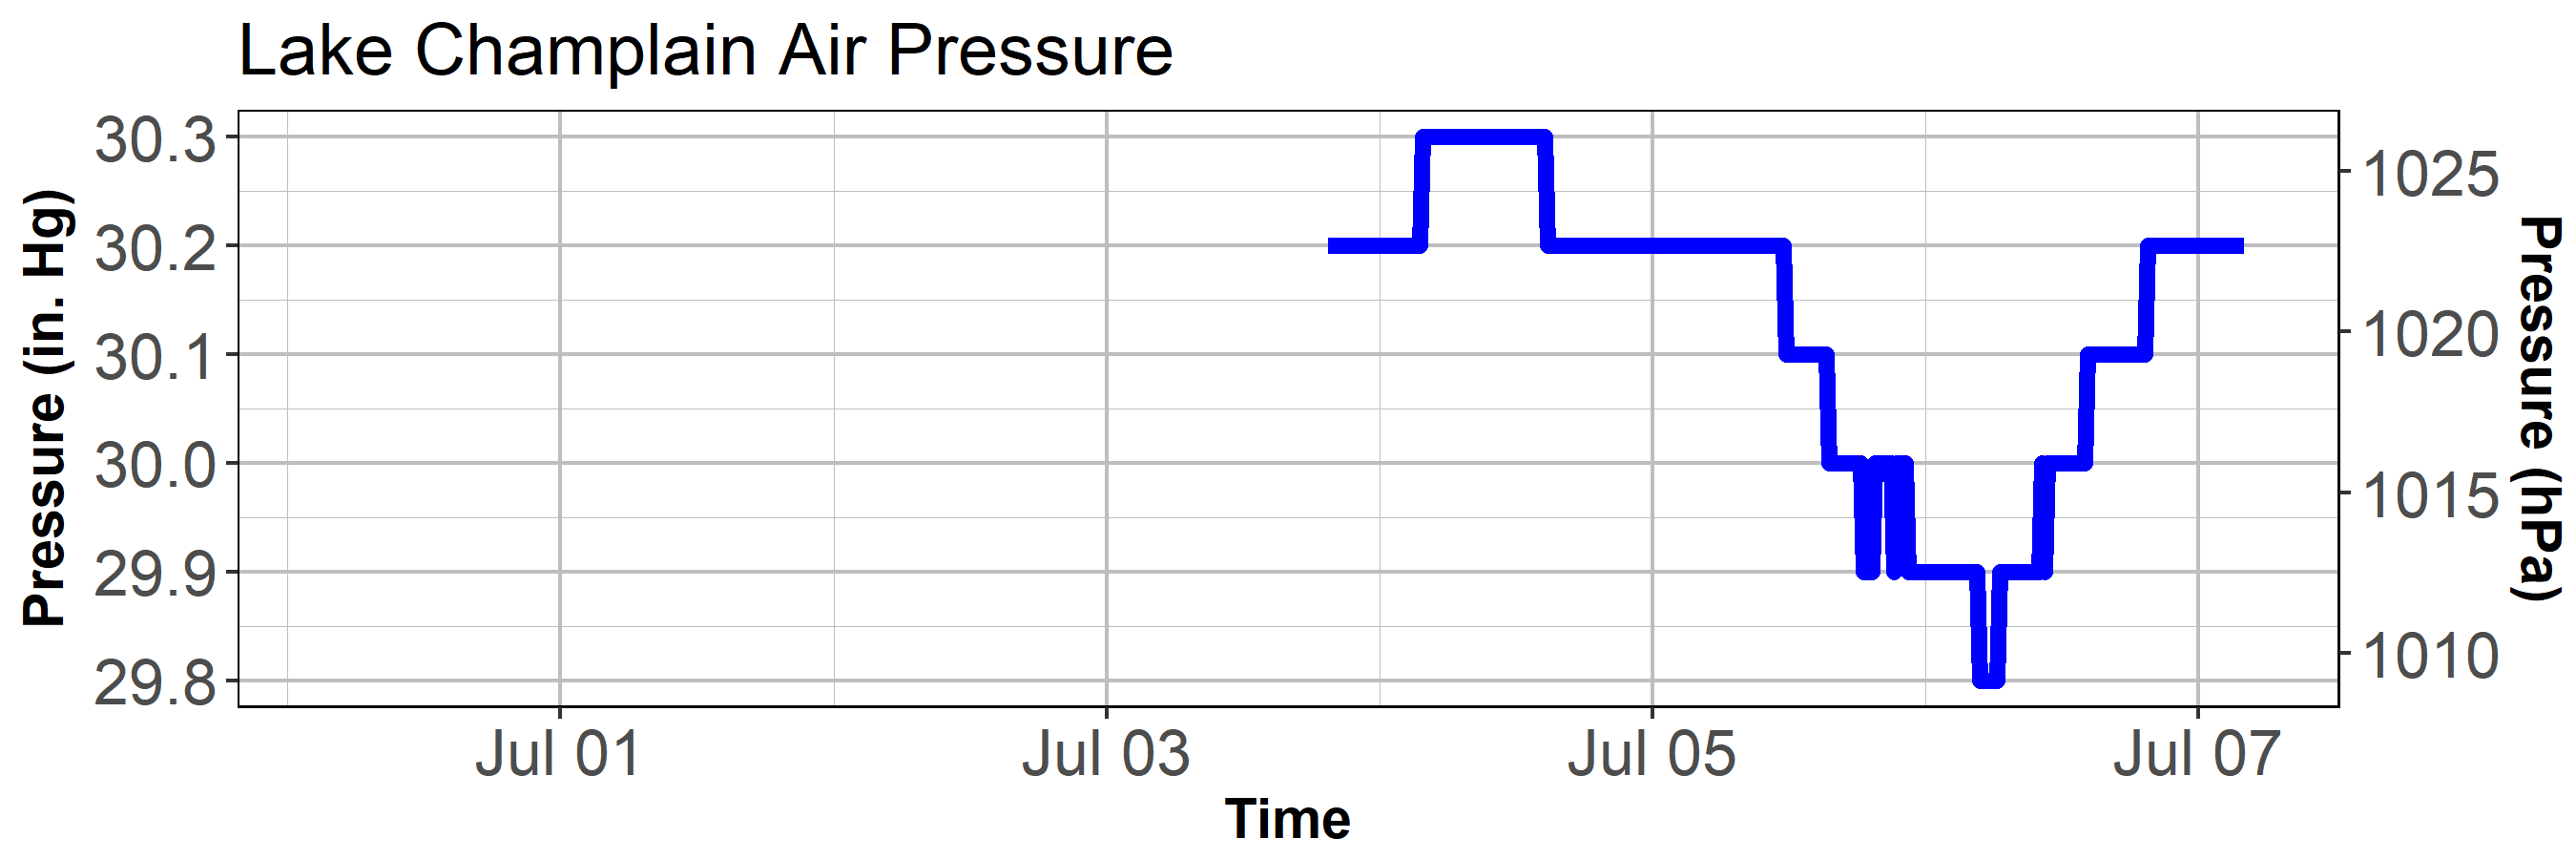 Lake Champlain Air Pressure
30.3
30.2
30.1
30.0
29.9
29.8
Pressure (in. Hg)
1025
1020
1015
1010
Pressure (hPa)
Jul 01 Jul 03 Jul 05 Jul 07
Time